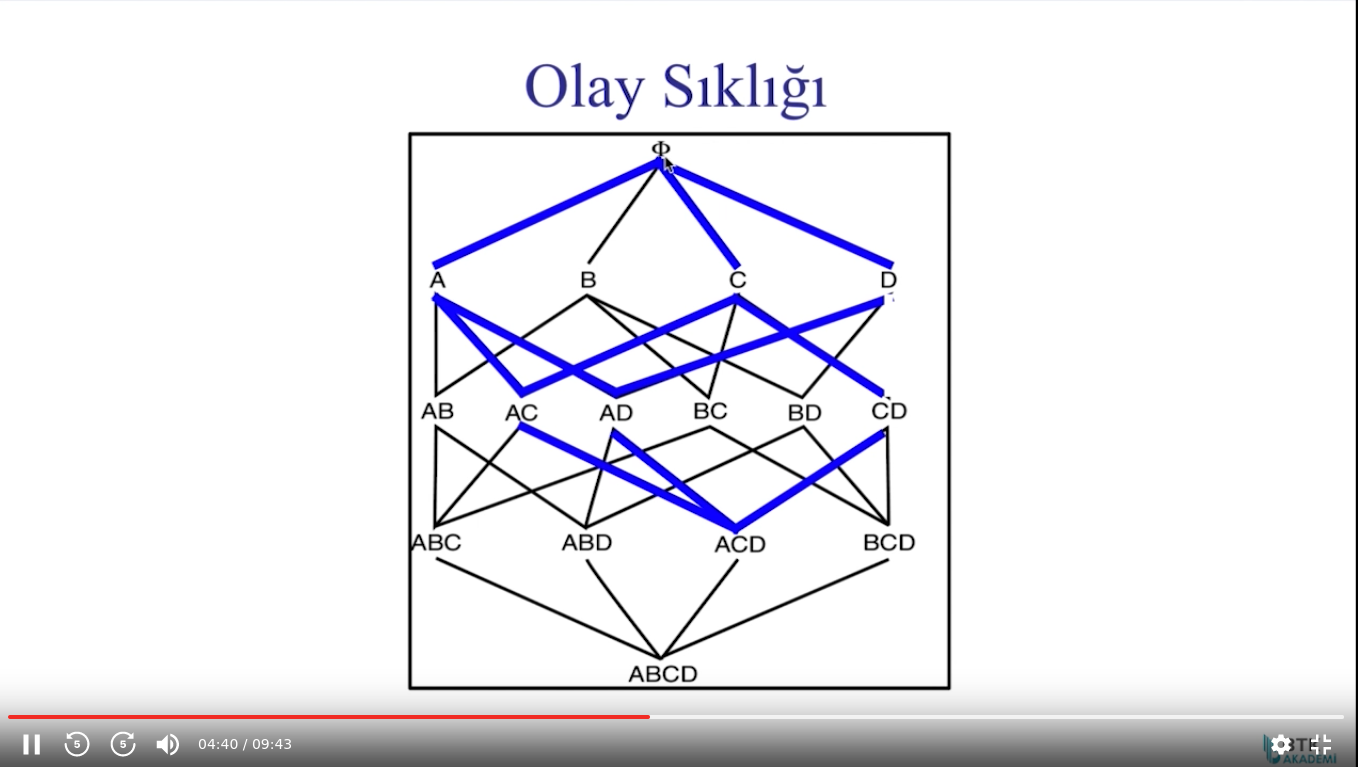 Olay Sıklığı
Φ
A B C D
AB AC AD BC BD CD
ABC ABD ACD BCD
ABCD
5 5 04:40 / 09:43
BTK
AKADEMİ